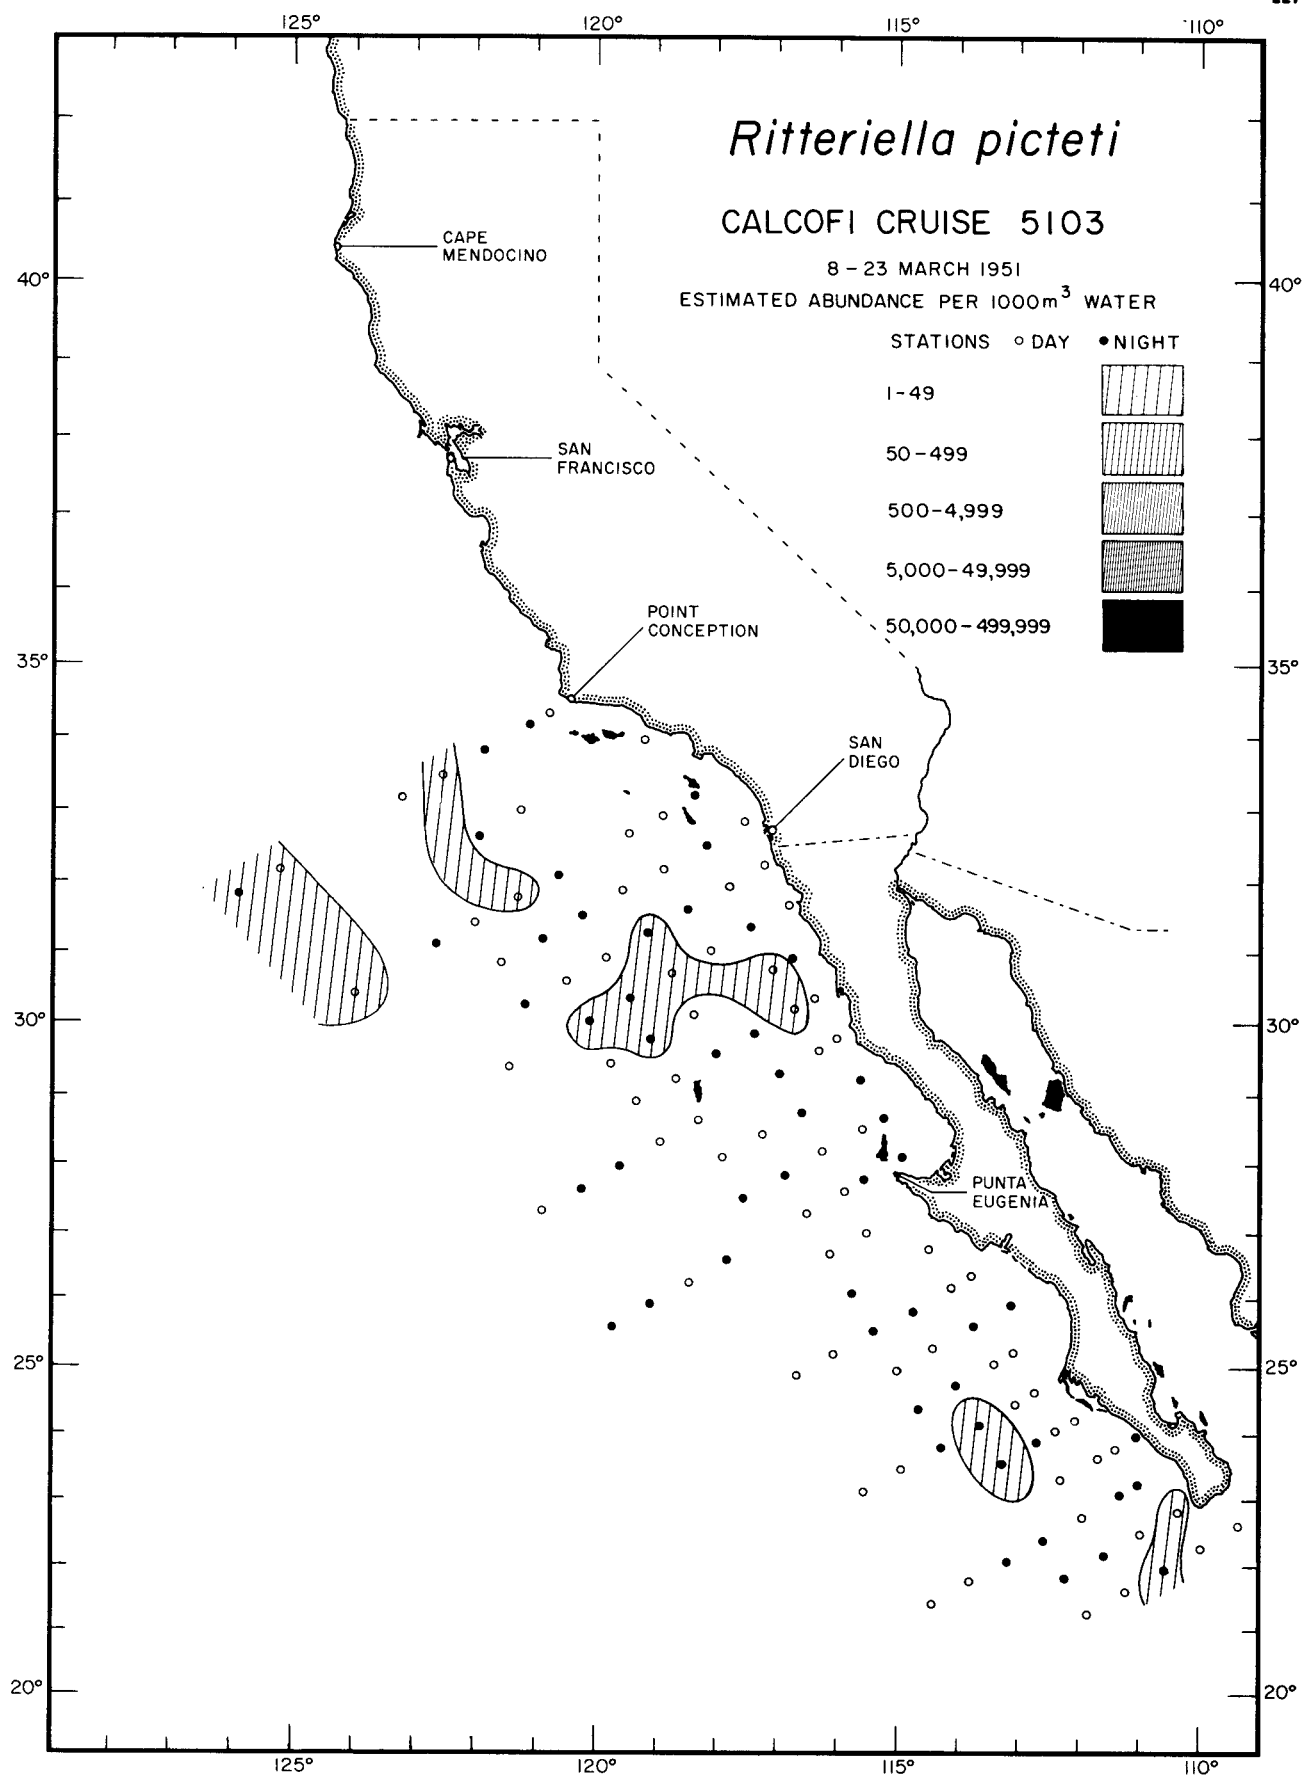 125° 120° 115° 110°
Ritteriella picteti
CALCOFI CRUISE 5103
8-23 MARCH 1951
ESTIMATED ABUNDANCE PER 1000m³ WATER
STATIONS ○ DAY ● NIGHT
1-49
50-499
500-4,999
5,000-49,999
50,000-499,999
CAPE
MENDOCINO
40° 40°
SAN
FRANCISCO
POINT
CONCEPTION
35° 35°
SAN
DIEGO
30° 30°
PUNTA
EUGENIA
25° 25°
20° 20°
125° 120° 115° 110°